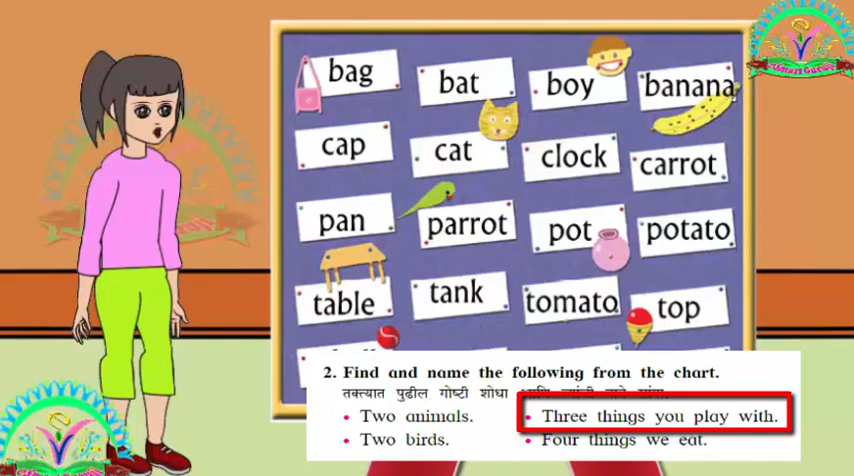 bag bat boy banana
cap cat clock carrot
pan parrot pot potato
table tank tomato top
2. Find and name the following from the chart.
तक्त्यात पुढील गोष्टी शोधा आणि
• Two animals. • Three things you play with.
• Two birds. • Four things we eat.